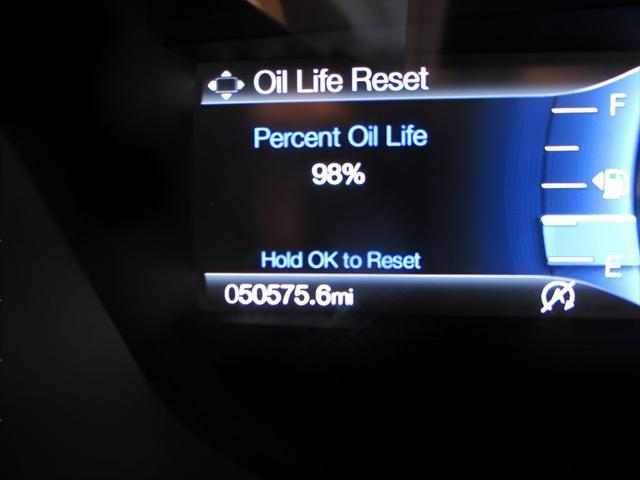 Oil Life Reset
F
Percent Oil Life
98%
Hold OK to Reset
E
050575.6mi
A